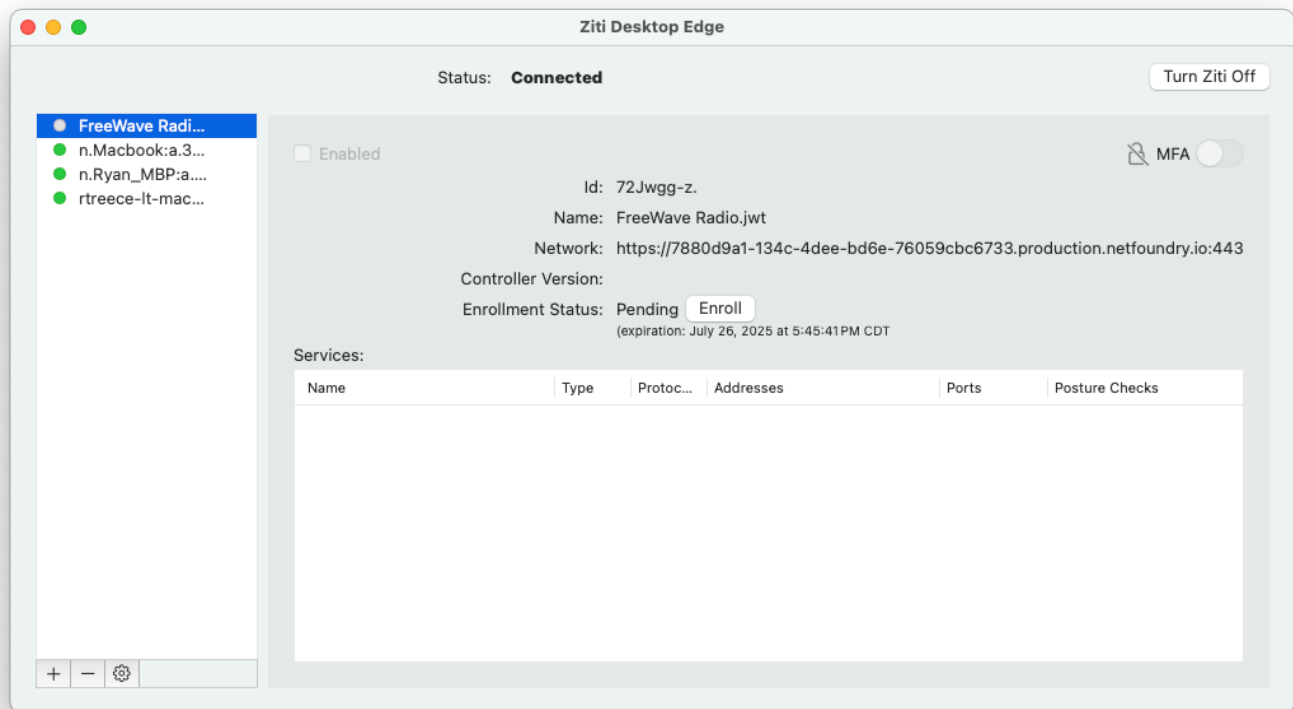 Ziti Desktop Edge
Status: Connected
Turn Ziti Off
FreeWave Radi...
n.Macbook:a.3...
n.Ryan_MBP:a....
rtreece-lt-mac...
Enabled
MFA
Id: 72Jwgg-z.
Name: FreeWave Radio.jwt
Network: https://7880d9a1-134c-4dee-bd6e-76059cbc6733.production.netfoundry.io:443
Controller Version:
Enrollment Status: Pending Enroll
(expiration: July 26, 2025 at 5:45:41 PM CDT
Services:
Name Type Protoc... Addresses Ports Posture Checks